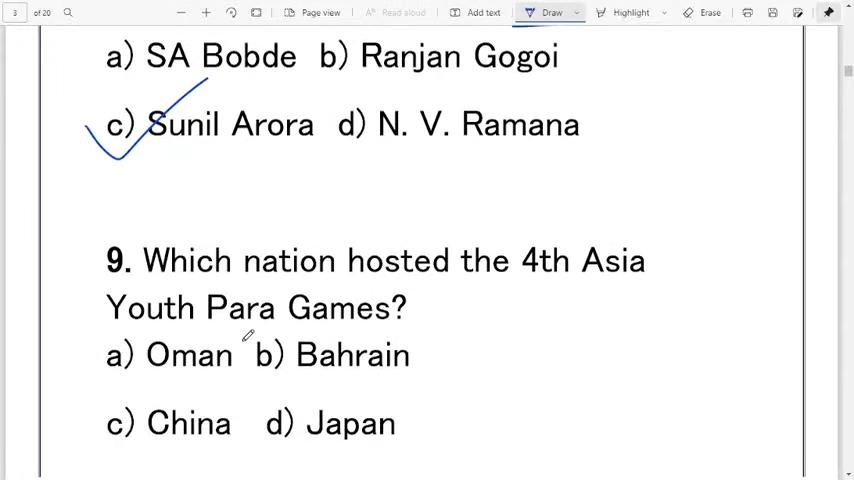 3 of 20 Page view Read aloud Add text Draw Highlight Erase
a) SA Bobde b) Ranjan Gogoi
c) Sunil Arora d) N. V. Ramana
9. Which nation hosted the 4th Asia
Youth Para Games?
a) Oman b) Bahrain
c) China d) Japan